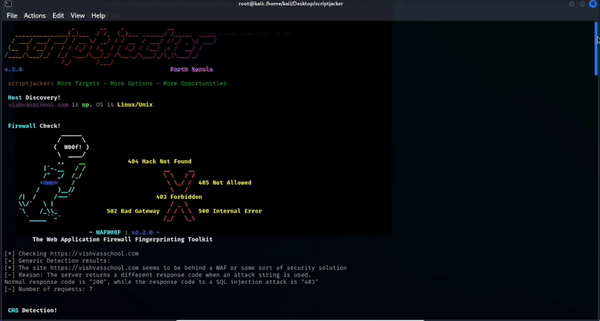 root@kali: /home/kali/Desktop/scriptjacker
File Actions Edit View Help
v.2.0
scriptjacker> More Targets - More Options - More Opportunities
Host Discovery!
vishvasschool.com is up. OS is Linux/Unix
Firewall Check!
( W00f! )
404 Hack Not Found
405 Not Allowed
403 Forbidden
502 Bad Gateway
500 Internal Error
~ WAFW00F : v2.2.0 ~
The Web Application Firewall Fingerprinting Toolkit
[*] Checking https://vishvasschool.com
[+] Generic Detection results:
[*] The site https://vishvasschool.com seems to be behind a WAF or some sort of security solution
[~] Reason: The server returns a different response code when an attack string is used.
Normal response code is "200", while the response code to a SQL injection attack is "403"
[~] Number of requests: 7
CMS Detection!